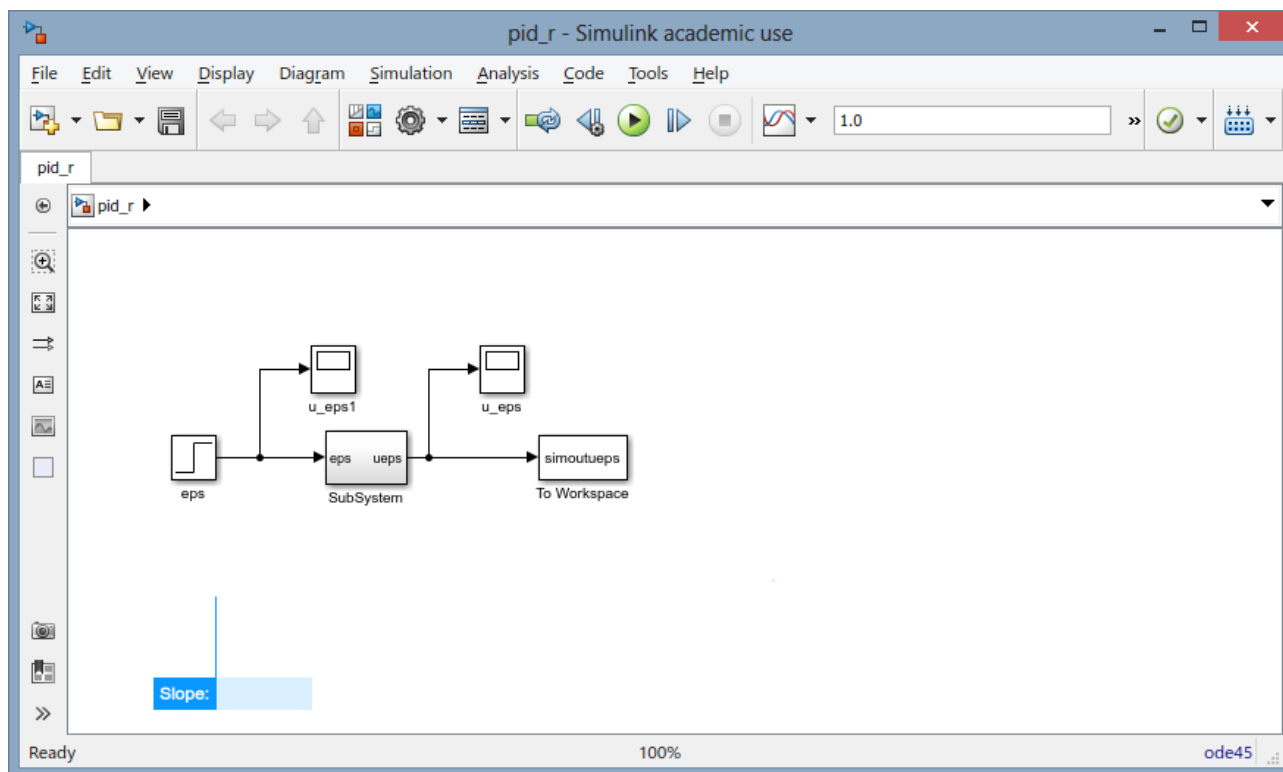 pid_r - Simulink academic use
File Edit View Display Diagram Simulation Analysis Code Tools Help
1.0
pid_r
pid_r
u_eps1
u_eps
eps ueps
simoutueps
eps
SubSystem
To Workspace
Slope:
Ready 100% ode45